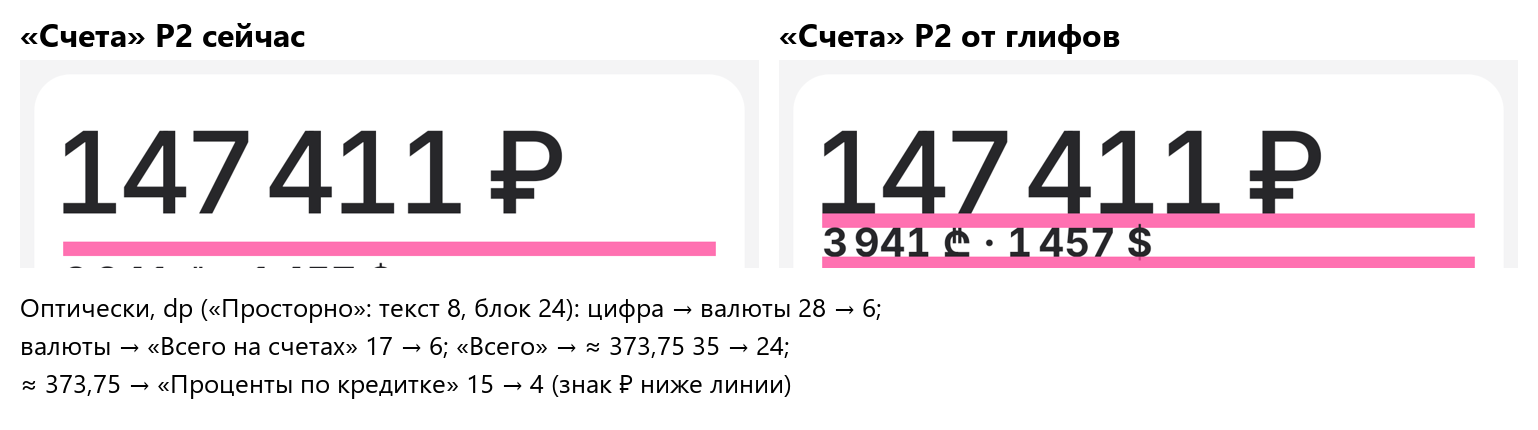 «Счета» P2 сейчас
«Счета» P2 от глифов
147 411 ₽
147 411 ₽
3 941 ₾ · 1 457 $
Оптически, dp («Просторно»: текст 8, блок 24): цифра → валюты 28 → 6;
валюты → «Всего на счетах» 17 → 6; «Всего» → ≈ 373,75 35 → 24;
≈ 373,75 → «Проценты по кредитке» 15 → 4 (знак ₽ ниже линии)